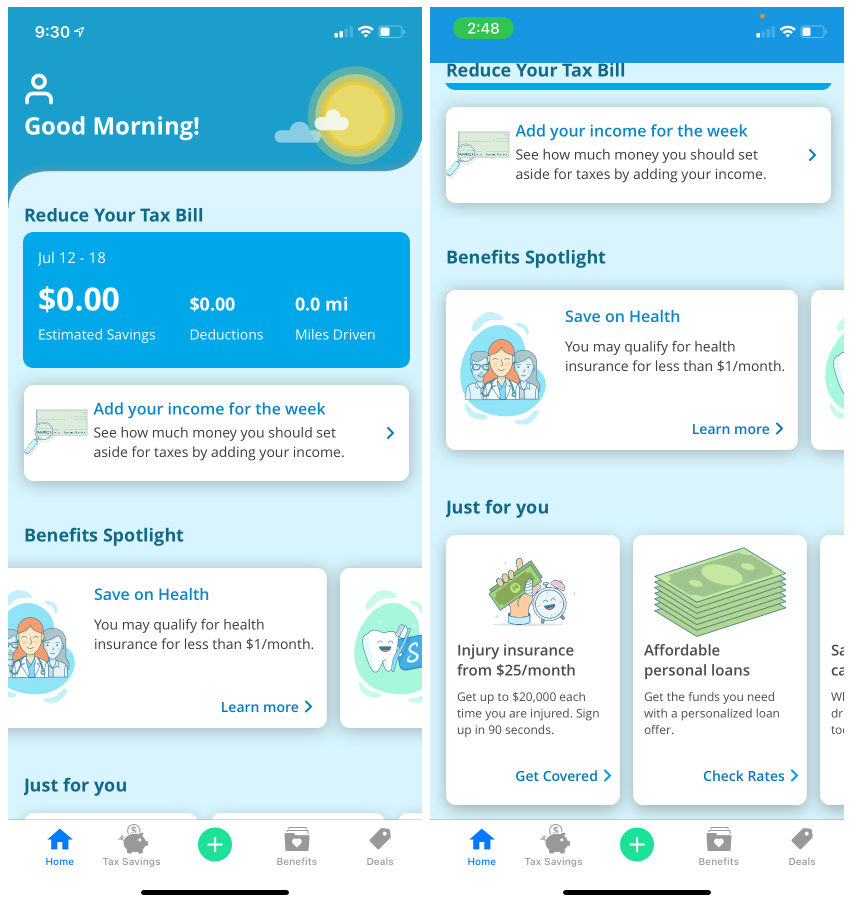 9:30
Good Morning!
Reduce Your Tax Bill
Jul 12 - 18
$0.00
$0.00
0.0 mi
Estimated Savings
Deductions
Miles Driven
Add your income for the week
See how much money you should set
aside for taxes by adding your income.
Benefits Spotlight
Save on Health
You may qualify for health
insurance for less than $1/month.
Learn more
S
Just for you
Home
Tax Savings
Benefits
Deals
2:48
Reduce Your Tax Bill
Add your income for the week
See how much money you should set
aside for taxes by adding your income.
Benefits Spotlight
Save on Health
You may qualify for health
insurance for less than $1/month.
Learn more
Just for you
Injury insurance
from $25/month
Get up to $20,000 each
time you are injured. Sign
up in 90 seconds.
Get Covered
Affordable
personal loans
Get the funds you need
with a personalized loan
offer.
Check Rates
Home
Tax Savings
Benefits
Deals